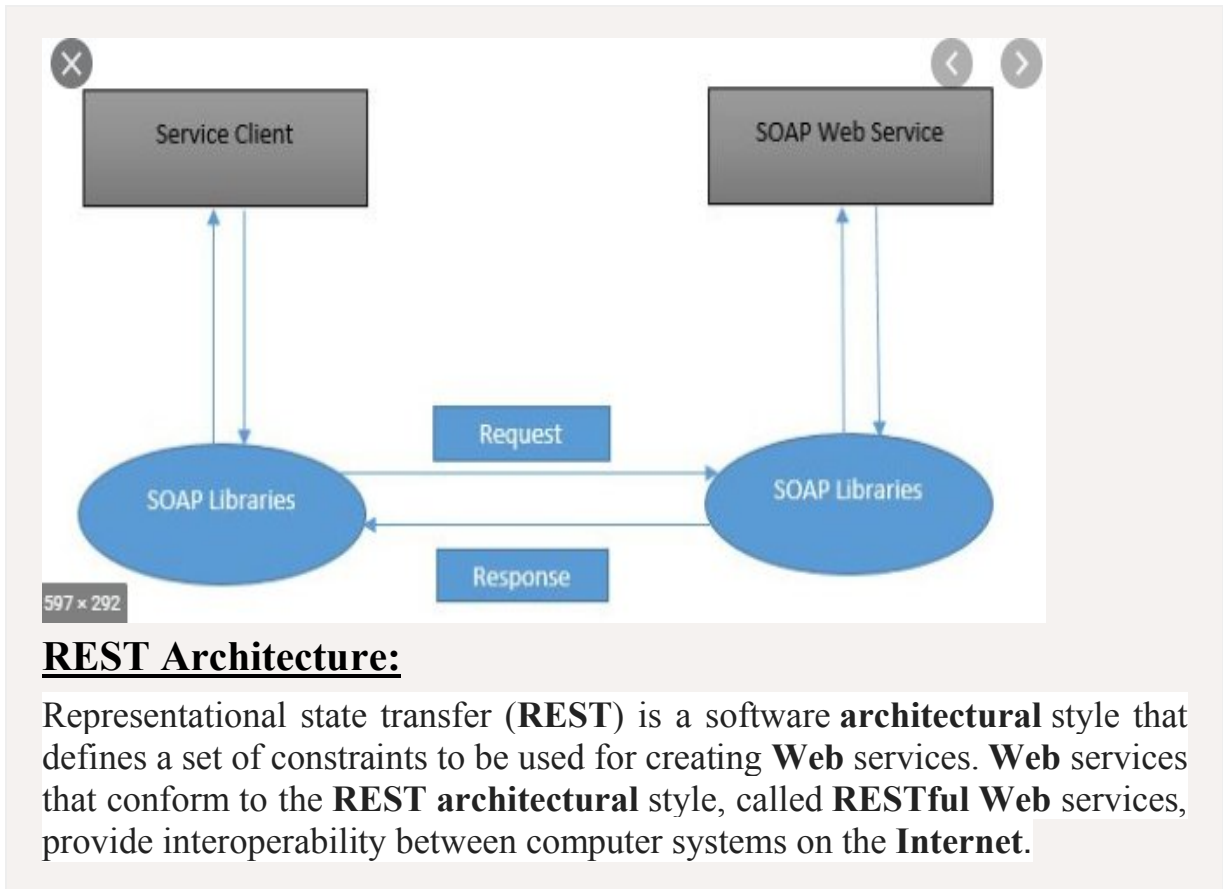 Service Client
SOAP Web Service
Request
SOAP Libraries
SOAP Libraries
Response
597 × 292
REST Architecture:
Representational state transfer (REST) is a software architectural style that
defines a set of constraints to be used for creating Web services. Web services
that conform to the REST architectural style, called RESTful Web services,
provide interoperability between computer systems on the Internet.